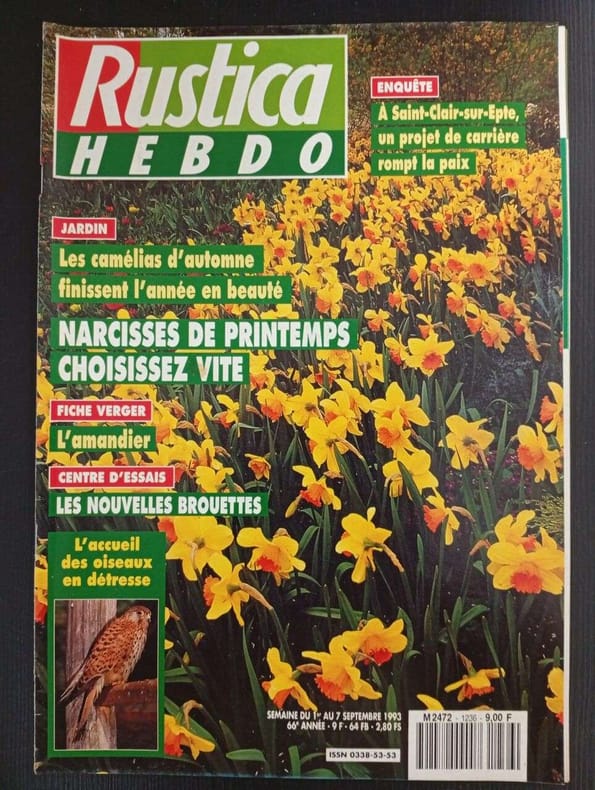 Rustica
HEBDO
ENQUÊTE
À Saint-Clair-sur-Epte,
un projet de carrière
rompt la paix
JARDIN
Les camélias d'automne
finissent l'année en beauté
NARCISSES DE PRINTEMPS
CHOISISSEZ VITE
FICHE VERGER
L'amandier
CENTRE D'ESSAIS
LES NOUVELLES BROUETTES
L'accueil
des oiseaux
en détresse
SEMAINE DU 1er AU 7 SEPTEMBRE 1993
66e ANNÉE - 9 F - 64 FB - 2,80 FS
ISSN 0338-53-53
M 2472 - 1236 - 9,00 F